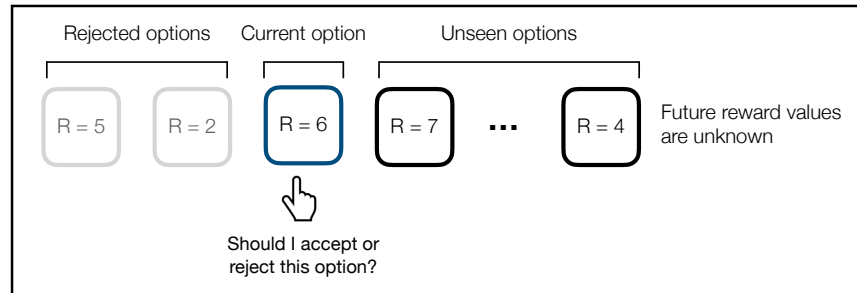 Rejected options
Current option
Unseen options
R = 5
R = 2
R = 6
R = 7
...
R = 4
Future reward values
are unknown
Should I accept or
reject this option?